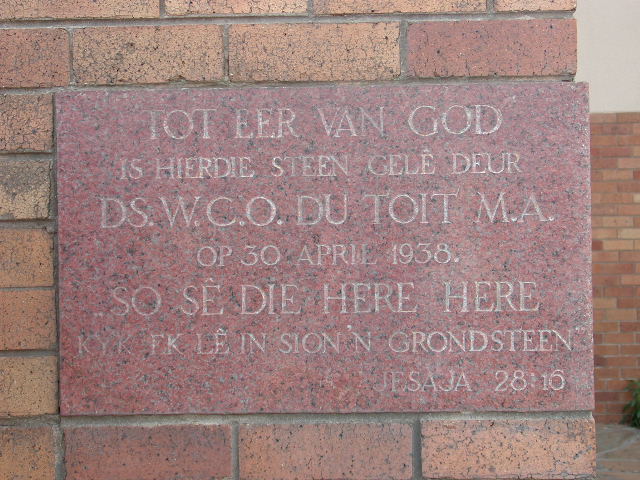 TOT EER VAN GOD
IS HIERDIE STEEN GELÊ DEUR
DS. W.C.O. DU TOIT M.A.
OP 30 APRIL 1938.
„SO SÊ DIE HERE HERE
KYK EK LÊ IN SION 'N GRONDSTEEN"
JESAJA 28:16